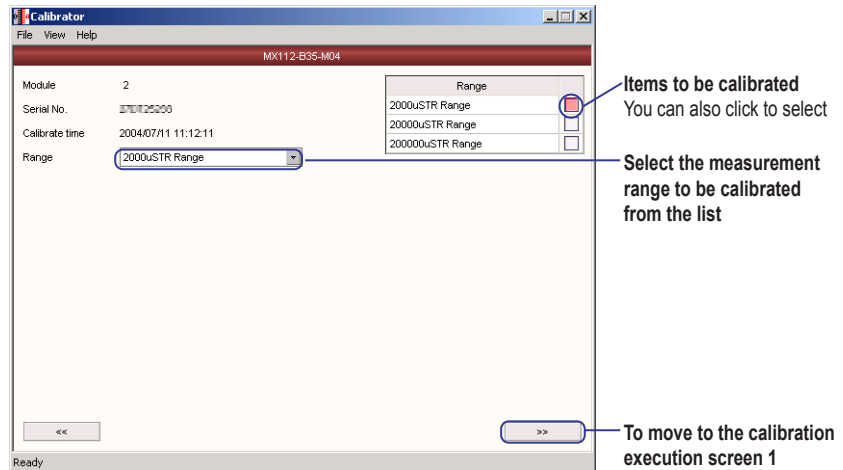 Calibrator
File View Help
MX112-B35-M04
Module 2
Serial No.
Calibrate time 2004/07/11 11:12:11
Range 2000uSTR Range
Range
2000uSTR Range
20000uSTR Range
200000uSTR Range
<< >>
Ready
Items to be calibrated
You can also click to select
Select the measurement
range to be calibrated
from the list
To move to the calibration
execution screen 1